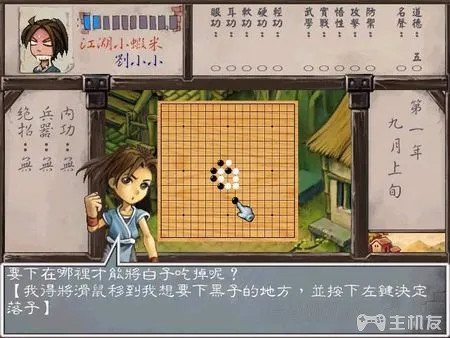 江湖小蝦米
劉小小
眼功：
耳功：
軟功：
硬功：
輕功：
武學：
實戰：
悟性：
攻擊：
防禦：
名聲：
道德：五
內功：無
兵器：無
绝招：無
第一年
九月上旬
要下在哪裡才能將白子吃掉呢？
【我得將滑鼠移到我想要下黑子的地方，並按下左鍵決定
落子】
主机友